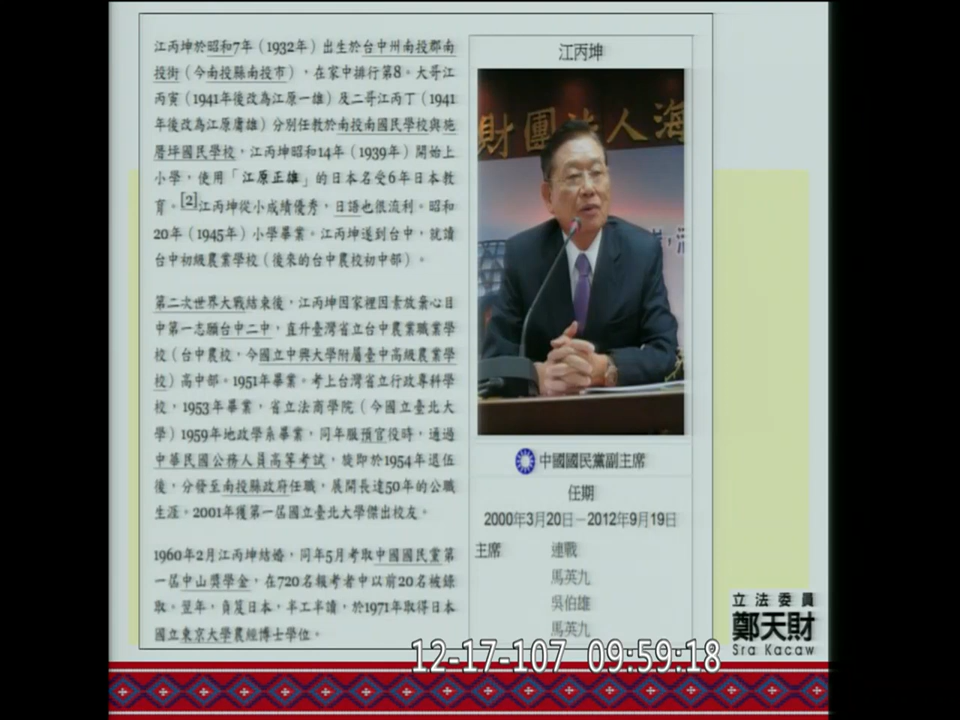 江丙坤於昭和7年（1932年）出生於台中州南投郡南
投街（今南投縣南投市），在家中排行第8。大哥江
丙寅（1941年後改為江原一雄）及二哥江丙丁（1941
年後改為江原庸雄）分別任教於南投南國民學校與施
厝坪國民學校，江丙坤昭和14年（1939年）開始上
小學，使用「江原正雄」的日本名受6年日本教
育。[2]江丙坤從小成績優秀，日語也很流利。昭和
20年（1945年）小學畢業。江丙坤送到台中，就讀
台中初級農業學校（後來的台中農校初中部）。
第二次世界大戰結束後，江丙坤因家裡因素放棄心目
中第一志願台中二中，直升臺灣省立台中農業職業學
校（台中農校，今國立中興大學附屬臺中高級農業學
校）高中部。1951年畢業。考上台灣省立行政專科學
校，1953年畢業，省立法商學院（今國立臺北大
學）1959年地政學系畢業，同年服預官役時，通過
中華民國公務人員高等考試，旋即於1954年退伍
後，分發至南投縣政府任職，展開長達50年的公職
生涯。2001年獲第一屆國立臺北大學傑出校友。
1960年2月江丙坤結婚，同年5月考取中國國民黨第
一屆中山獎學金，在720名報考者中以前20名被錄
取。翌年，負笈日本，半工半讀，於1971年取得日本
國立東京大學農經博士學位。
江丙坤
財團法人海
中國國民黨副主席
任期
2000年3月20日－2012年9月19日
主席 連戰
馬英九
吳伯雄
馬英九
立法委員
鄭天財
Sra Kacaw
12-17-107 09:59:18